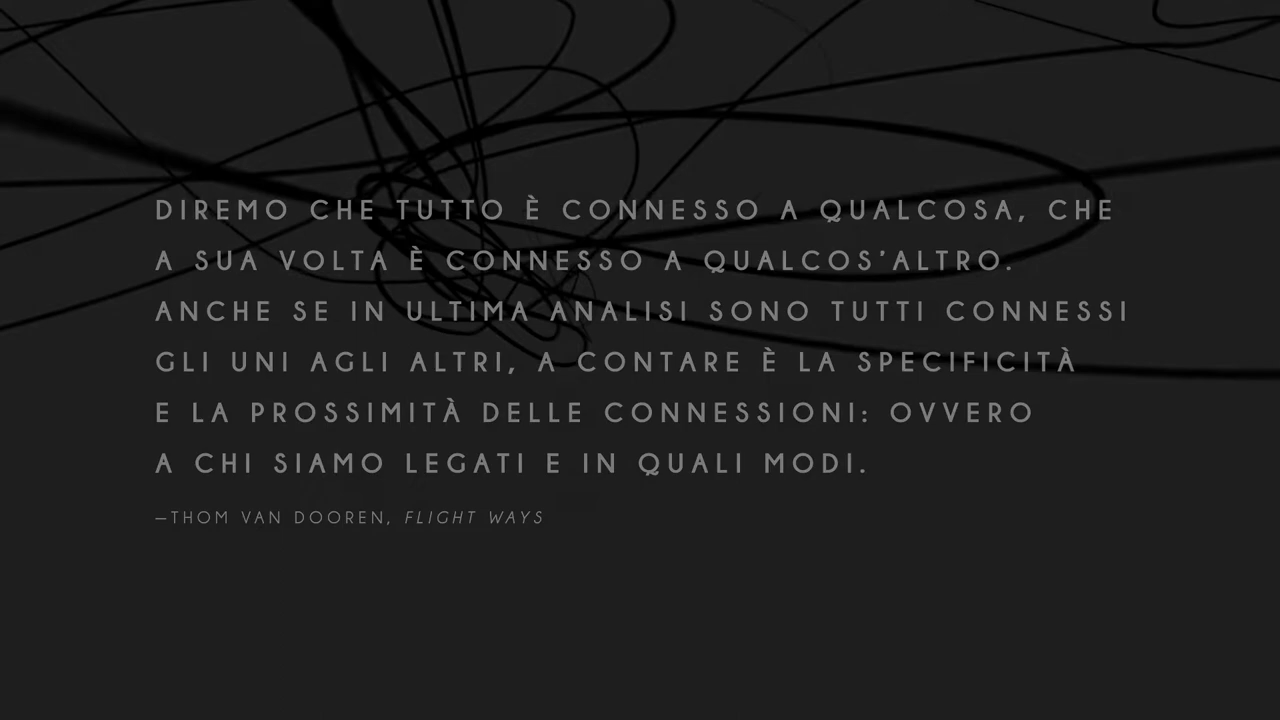 DIREMO CHE TUTTO È CONNESSO A QUALCOSA, CHE
A SUA VOLTA È CONNESSO A QUALCOS’ALTRO.
ANCHE SE IN ULTIMA ANALISI SONO TUTTI CONNESSI
GLI UNI AGLI ALTRI, A CONTARE È LA SPECIFICITÀ
E LA PROSSIMITÀ DELLE CONNESSIONI: OVVERO
A CHI SIAMO LEGATI E IN QUALI MODI.
—THOM VAN DOOREN, FLIGHT WAYS